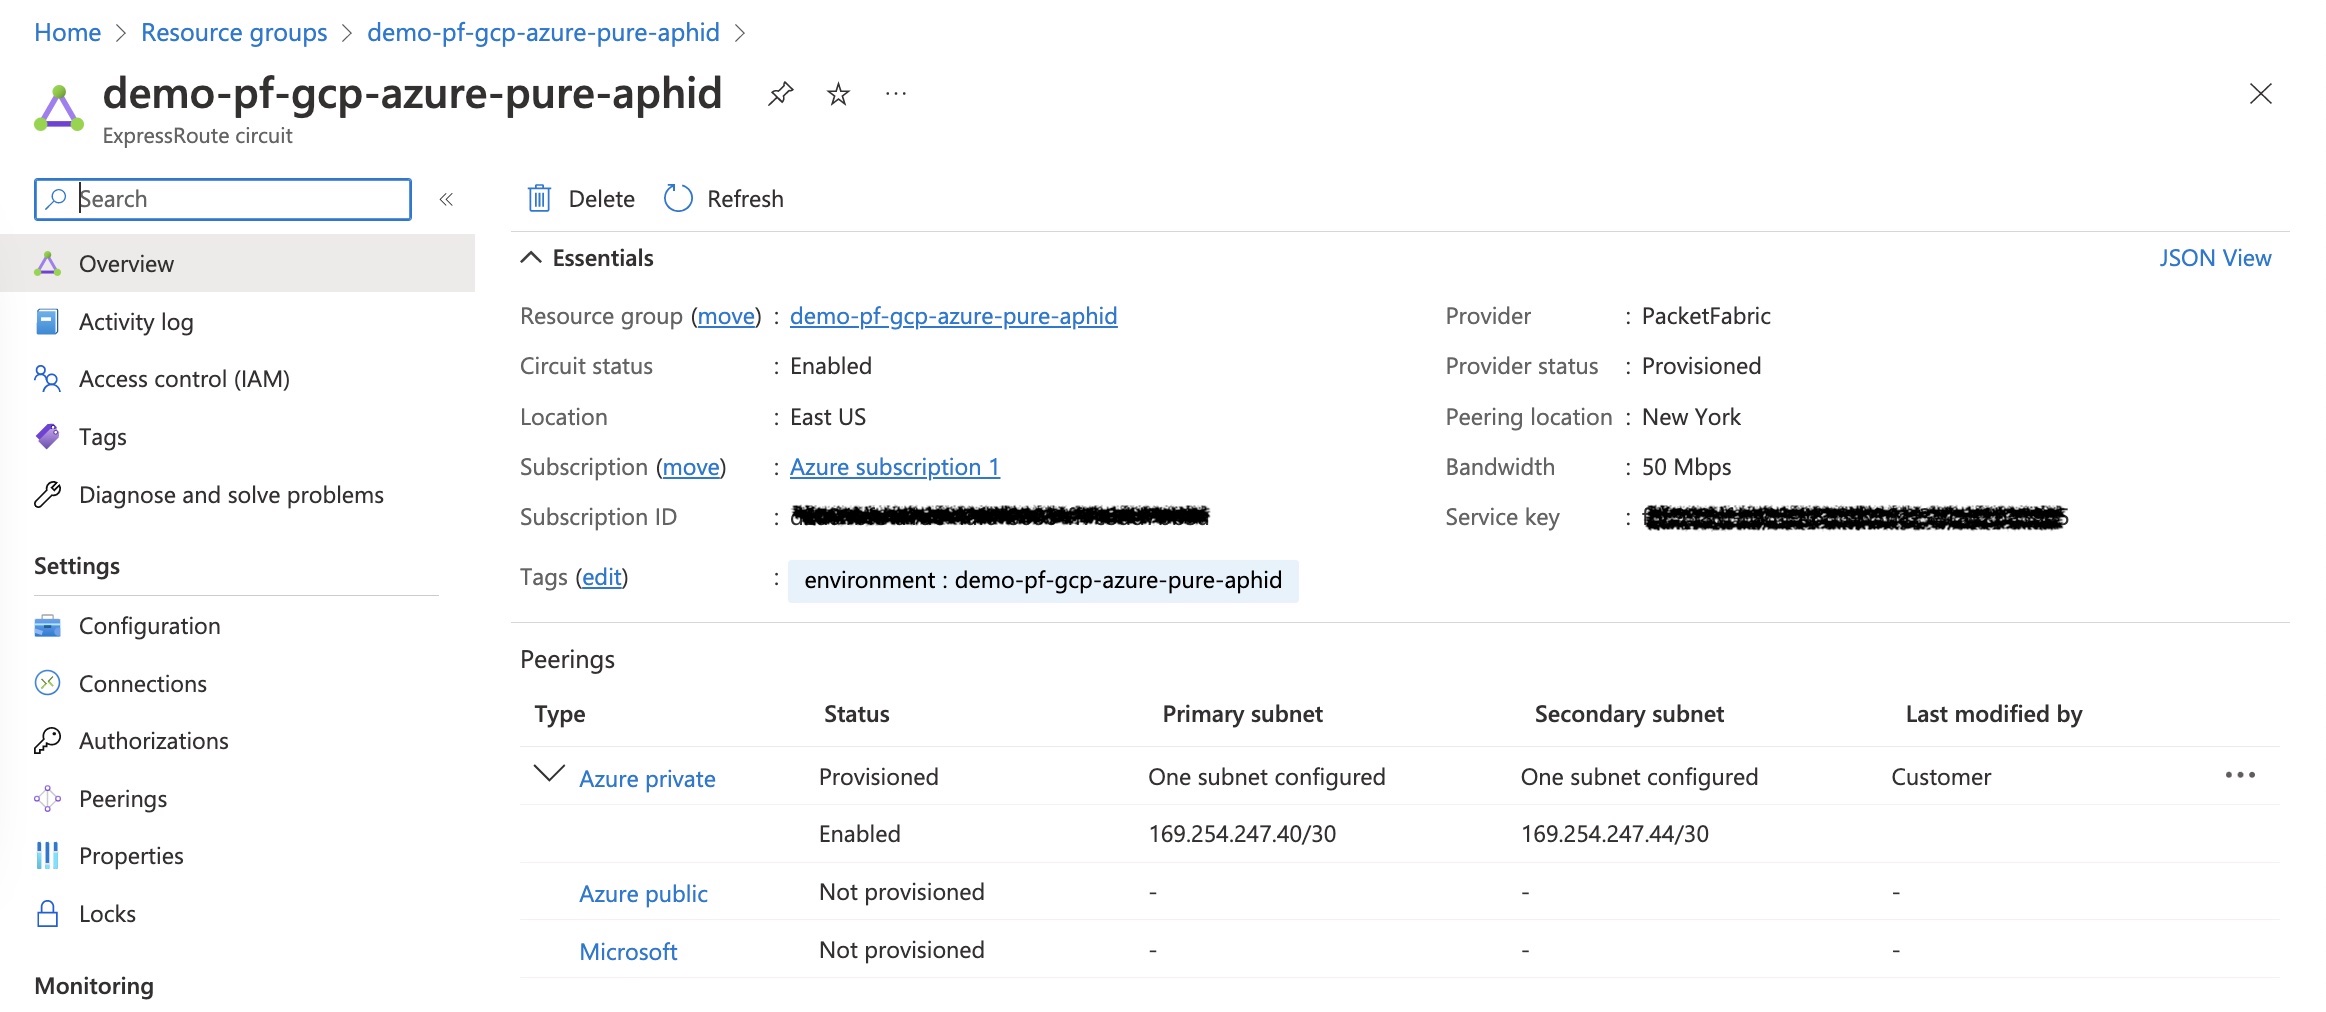 Home > Resource groups > demo-pf-gcp-azure-pure-aphid >
demo-pf-gcp-azure-pure-aphid
ExpressRoute circuit
Search
Overview
Activity log
Access control (IAM)
Tags
Diagnose and solve problems
Settings
Configuration
Connections
Authorizations
Peerings
Properties
Locks
Monitoring
Delete Refresh
Essentials JSON View
Resource group (move) : demo-pf-gcp-azure-pure-aphid
Circuit status : Enabled
Location : East US
Subscription (move) : Azure subscription 1
Subscription ID :
Tags (edit) : environment : demo-pf-gcp-azure-pure-aphid
Provider : PacketFabric
Provider status : Provisioned
Peering location : New York
Bandwidth : 50 Mbps
Service key :
Peerings
Type Status Primary subnet Secondary subnet Last modified by
Azure private Provisioned One subnet configured One subnet configured Customer ...
Enabled 169.254.247.40/30 169.254.247.44/30
Azure public Not provisioned - - -
Microsoft Not provisioned - - -